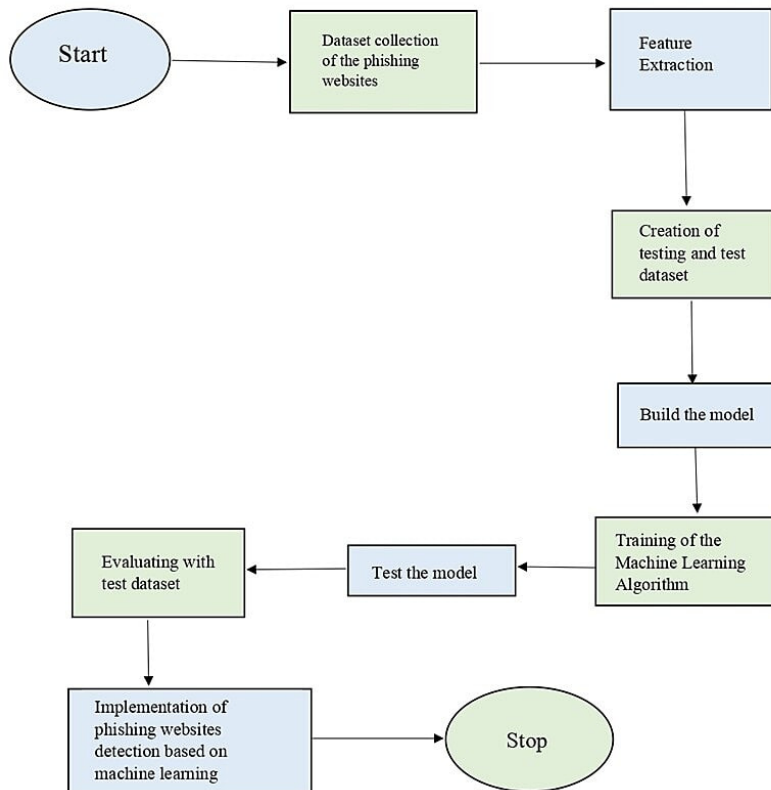 Start
Dataset collection
of the phishing
websites
Feature
Extraction
Creation of
testing and test
dataset
Build the model
Training of the
Machine Learning
Algorithm
Test the model
Evaluating with
test dataset
Implementation of
phishing websites
detection based on
machine learning
Stop